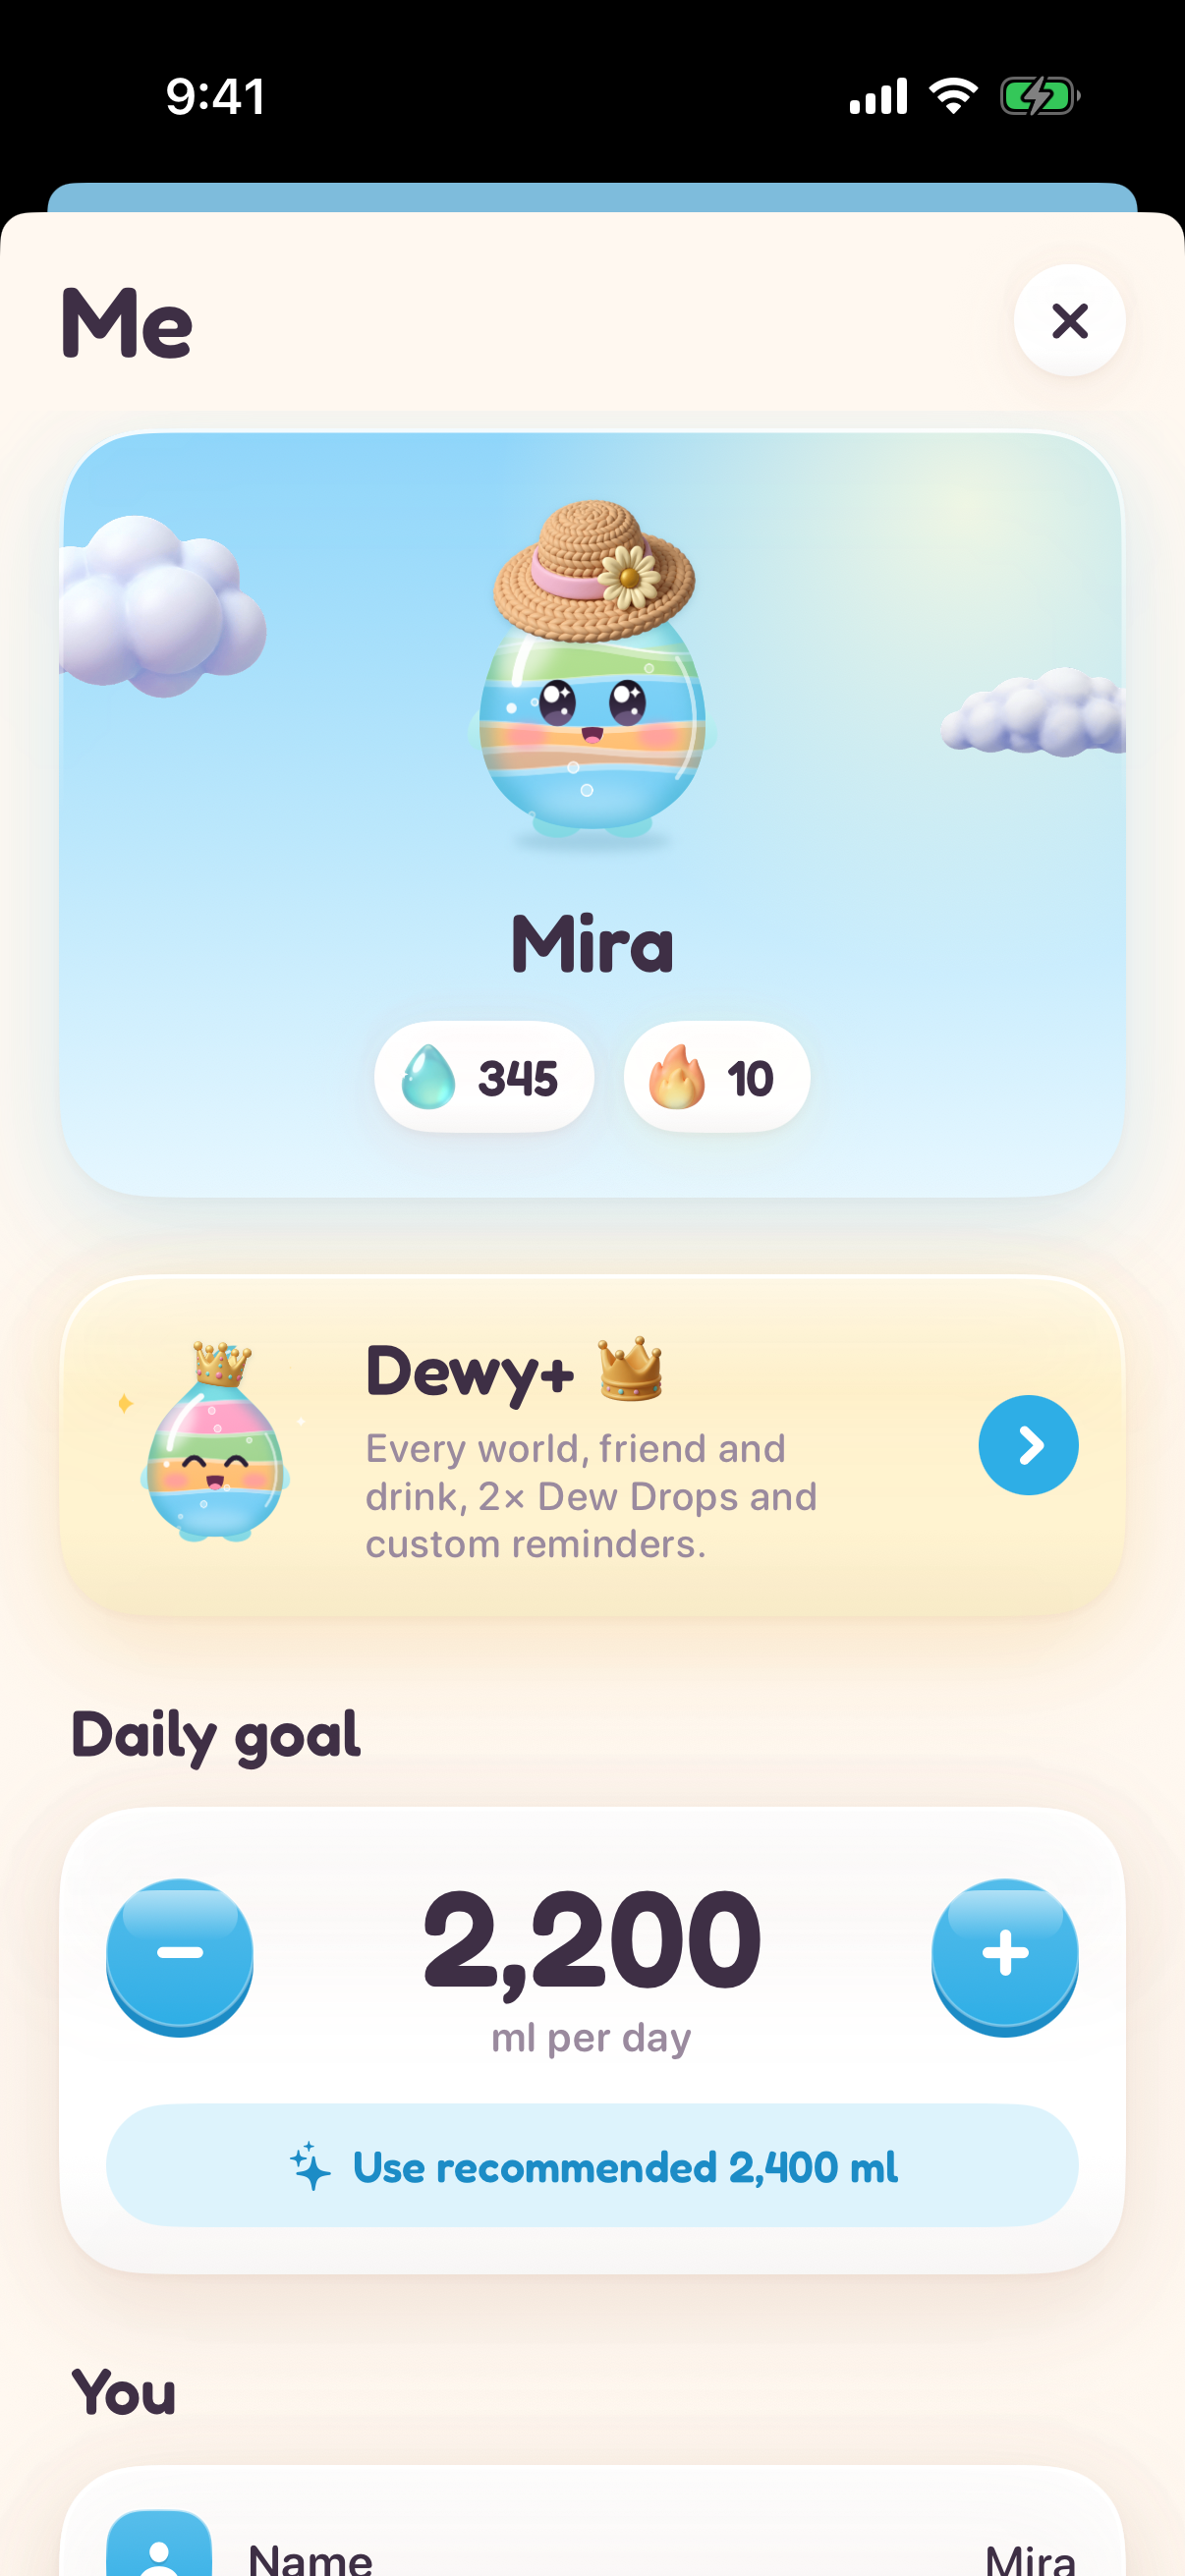 9:41
Me
Mira
345
10
Dewy+
Every world, friend and
drink, 2× Dew Drops and
custom reminders.
Daily goal
2,200
ml per day
Use recommended 2,400 ml
You
Name
Mira